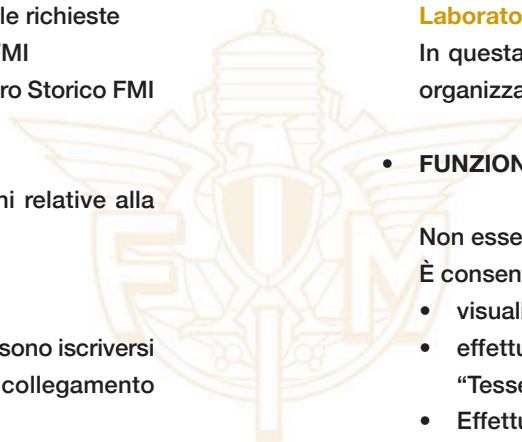 le richieste
FMI
ro Storico FMI
ni relative alla
sono iscriversi
collegamento
Laborato
In questa
organizza
• FUNZION
Non esse
È consen
• visuali
• effettu
"Tesse
• Effettu
F M